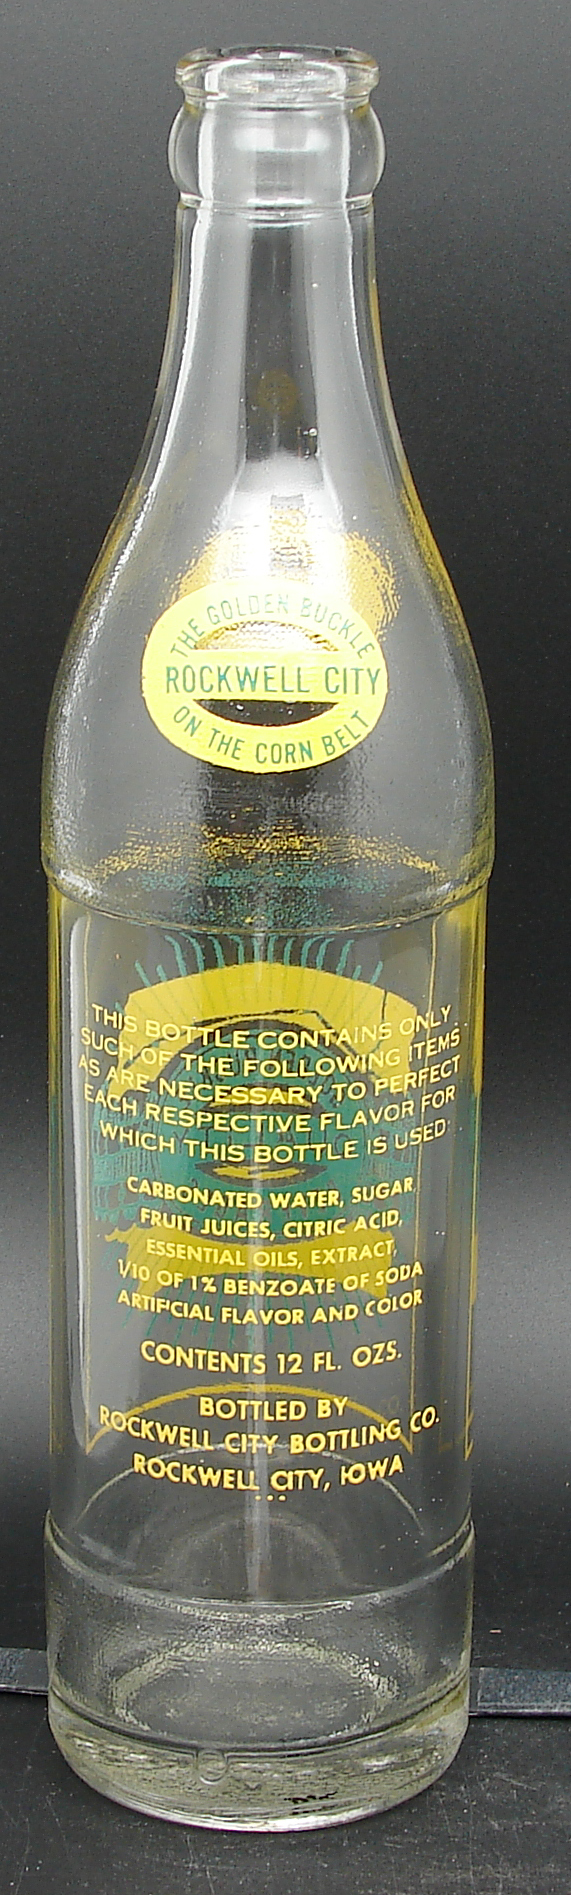 THE GOLDEN BUCKLE
ROCKWELL CITY
ON THE CORN BELT
THIS BOTTLE CONTAINS ONLY
SUCH OF THE FOLLOWING ITEMS
AS ARE NECESSARY TO PERFECT
EACH RESPECTIVE FLAVOR FOR
WHICH THIS BOTTLE IS USED:
CARBONATED WATER, SUGAR,
FRUIT JUICES, CITRIC ACID,
ESSENTIAL OILS, EXTRACT,
1/10 OF 1% BENZOATE OF SODA
ARTIFICIAL FLAVOR AND COLOR
CONTENTS 12 FL. OZS.
BOTTLED BY
ROCKWELL CITY BOTTLING CO.
ROCKWELL CITY, IOWA